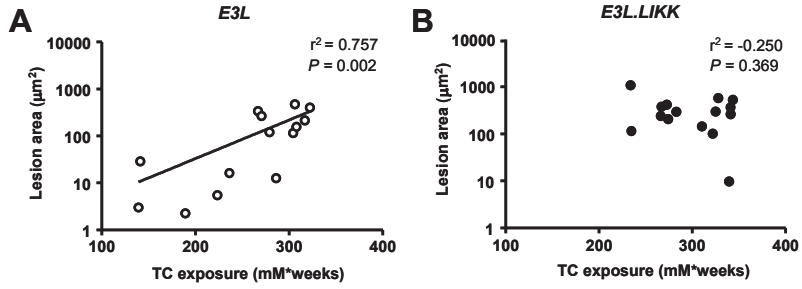 A
E3L
r² = 0.757
P = 0.002
Lesion area (μm²)
10000
1000
100
10
1
100 200 300 400
TC exposure (mM*weeks)
B
E3L.LIKK
r² = -0.250
P = 0.369
Lesion area (μm²)
10000
1000
100
10
1
100 200 300 400
TC exposure (mM*weeks)